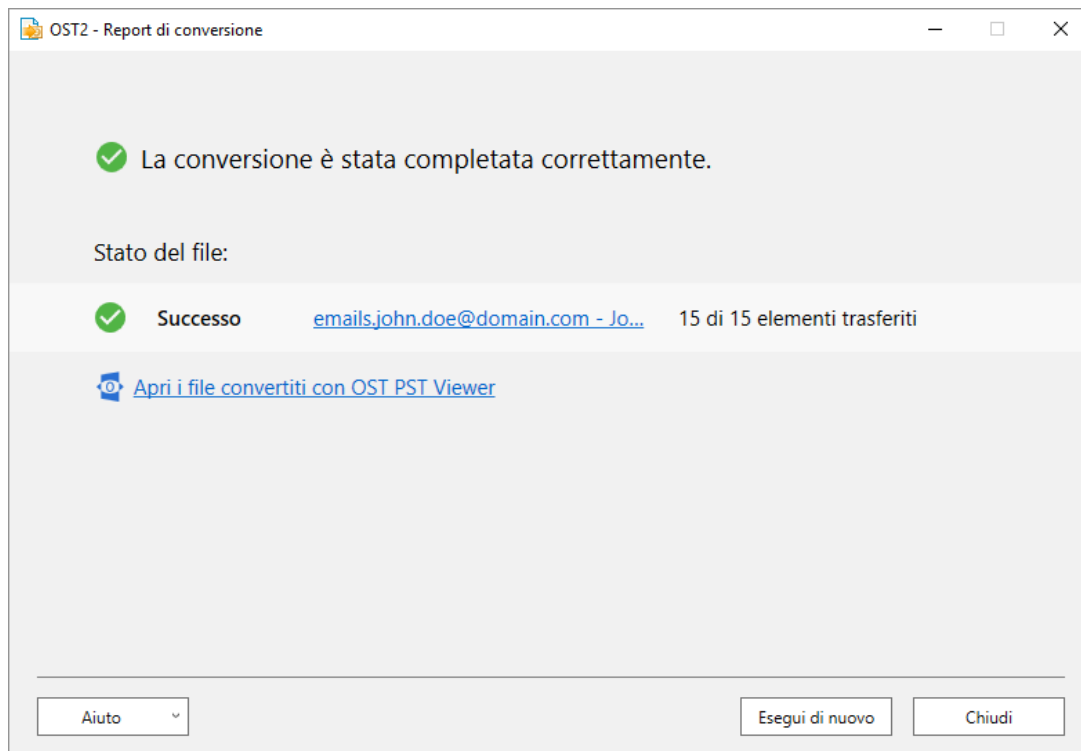 OST2 - Report di conversione
La conversione è stata completata correttamente.
Stato del file:
Successo emails.john.doe@domain.com - Jo... 15 di 15 elementi trasferiti
Apri i file convertiti con OST PST Viewer
Aiuto Esegui di nuovo Chiudi